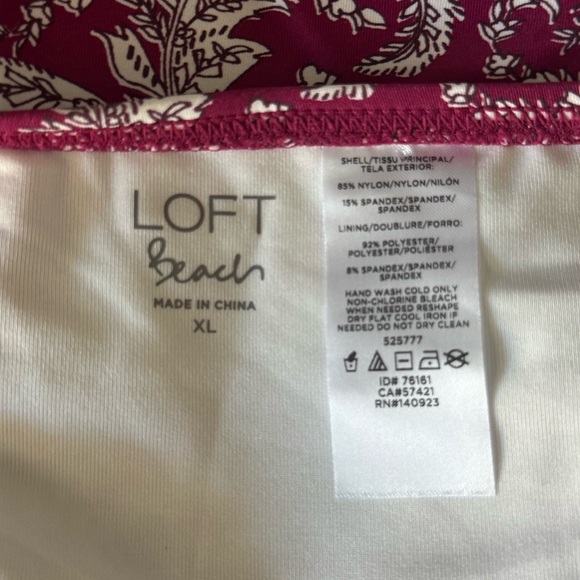 LOFT
Beach
MADE IN CHINA
XL
SHELL/TISSU PRINCIPAL/
TELA EXTERIOR:
85% NYLON/NYLON/NILÓN
15% SPANDEX/SPANDEX/
SPANDEX
LINING/DOUBLURE/FORRO:
92% POLYESTER/
POLYESTER/POLIÉSTER
8% SPANDEX/SPANDEX/
SPANDEX
HAND WASH COLD ONLY
NON-CHLORINE BLEACH
WHEN NEEDED RESHAPE
DRY FLAT COOL IRON IF
NEEDED DO NOT DRY CLEAN
525777
ID# 76161
CA#57421
RN#140923